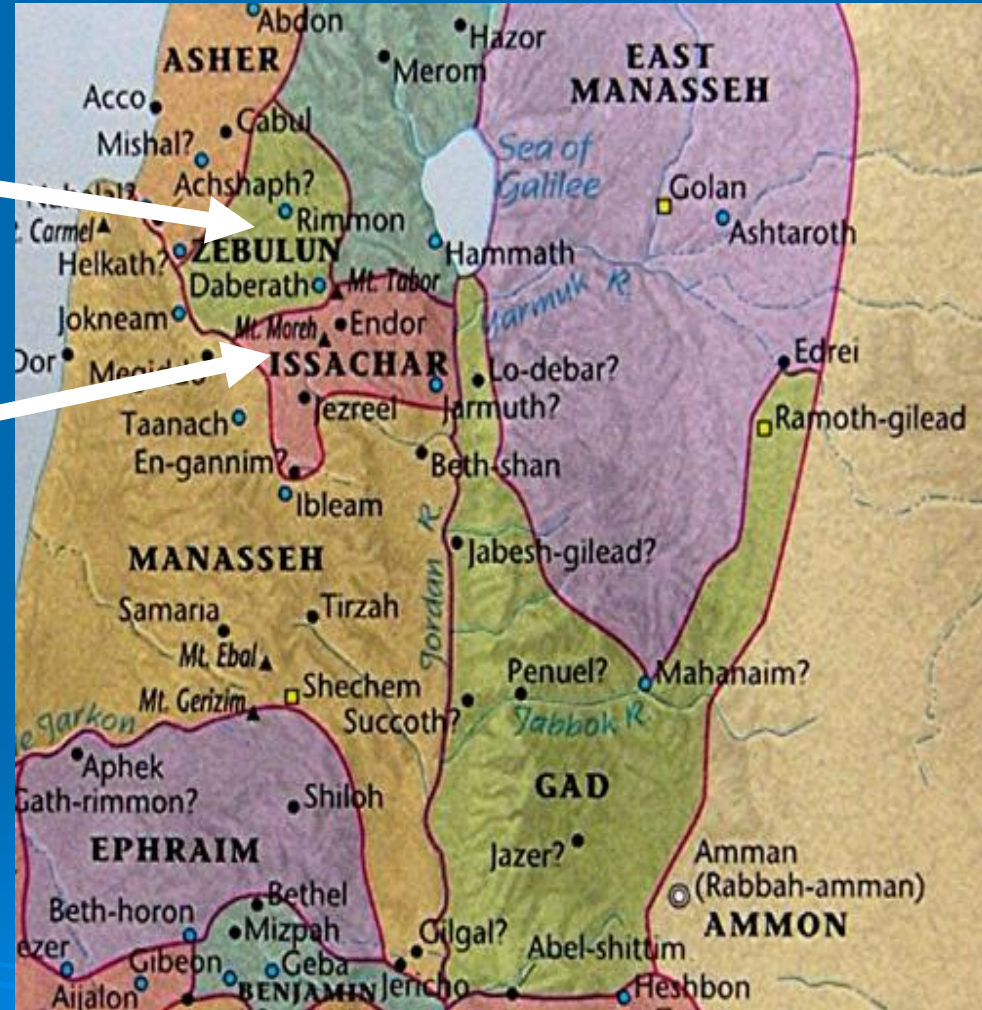 Abdon
Hazor
ASHER
EAST
MANASSEH
Merom
Acco
Cabul
Mishal?
Sea of
Galilee
Achshaph?
Golan
Rimmon
Carmel
Ashtaroth
ZEBULUN
Hammath
Helkath?
Daberath
Mt. Tabor
Yarmuk R.
Jokneam
Mt. Moreh
Endor
Dor
Edrei
ISSACHAR
Lo-debar?
Jezreel
Jarmuth?
Ramoth-gilead
Taanach
En-gannim?
Beth-shan
Ibleam
Jordan R.
MANASSEH
Jabesh-gilead?
Samaria
Tirzah
Mt. Ebal
Penuel?
Mahanaim?
Shechem
Mt. Gerizim
Succoth?
Jabbok R.
Aphek
GAD
Gath-rimmon?
Shiloh
EPHRAIM
Jazer?
Amman
(Rabbah-amman)
Bethel
AMMON
Beth-horon
Mizpah
Gilgal?
Abel-shittim
ezer
Gibeon
Geba
Aijalon
BENJAMIN
Jericho
Heshbon